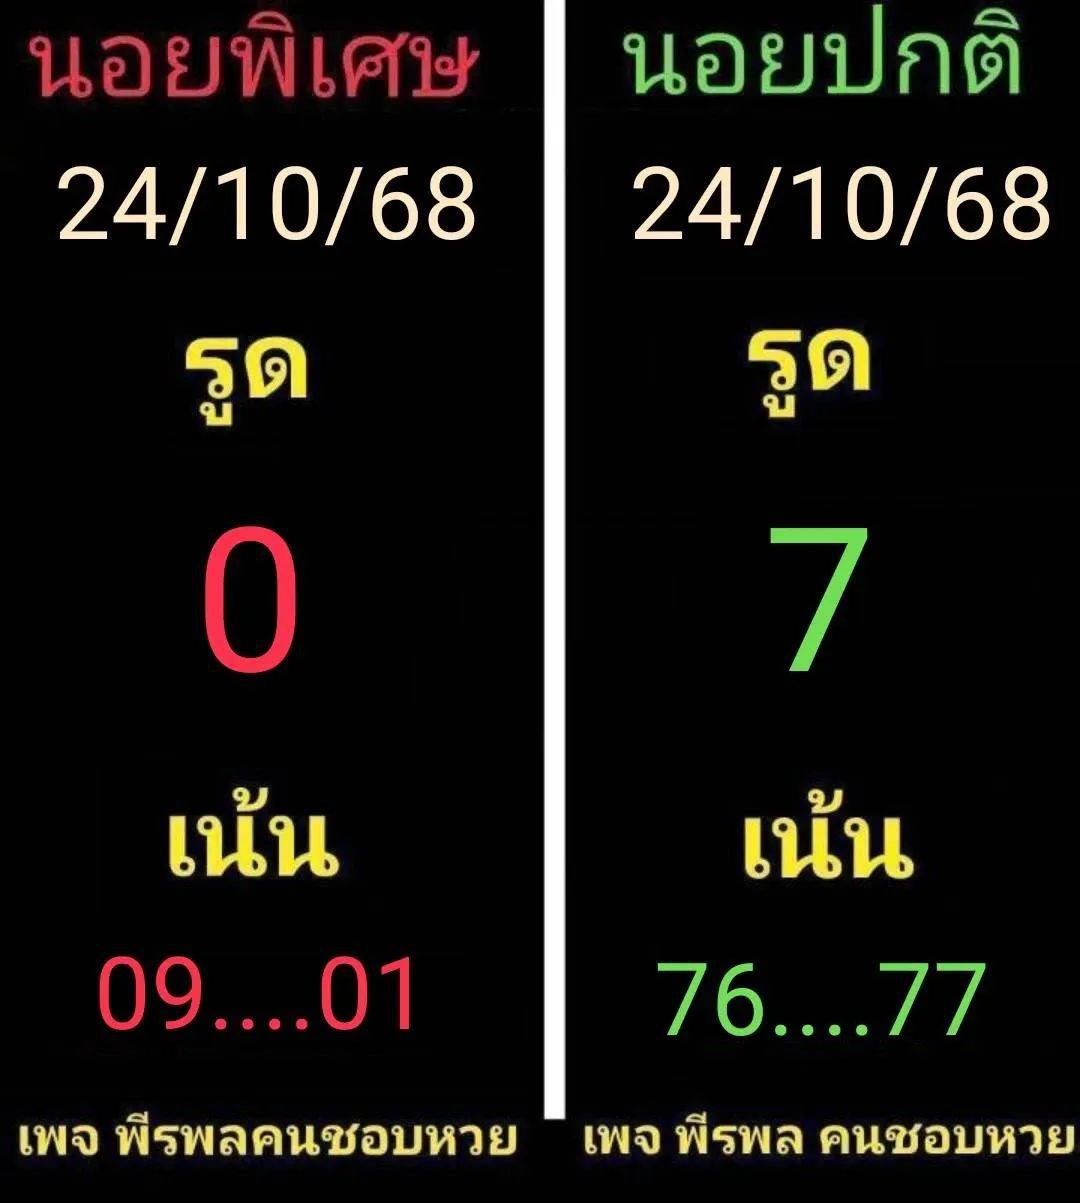 นอยพิเศษ
24/10/68
รูด
0
เน้น
09....01
เพจ พีรพลคนชอบหวย
นอยปกติ
24/10/68
รูด
7
เน้น
76....77
เพจ พีรพล คนชอบหวย